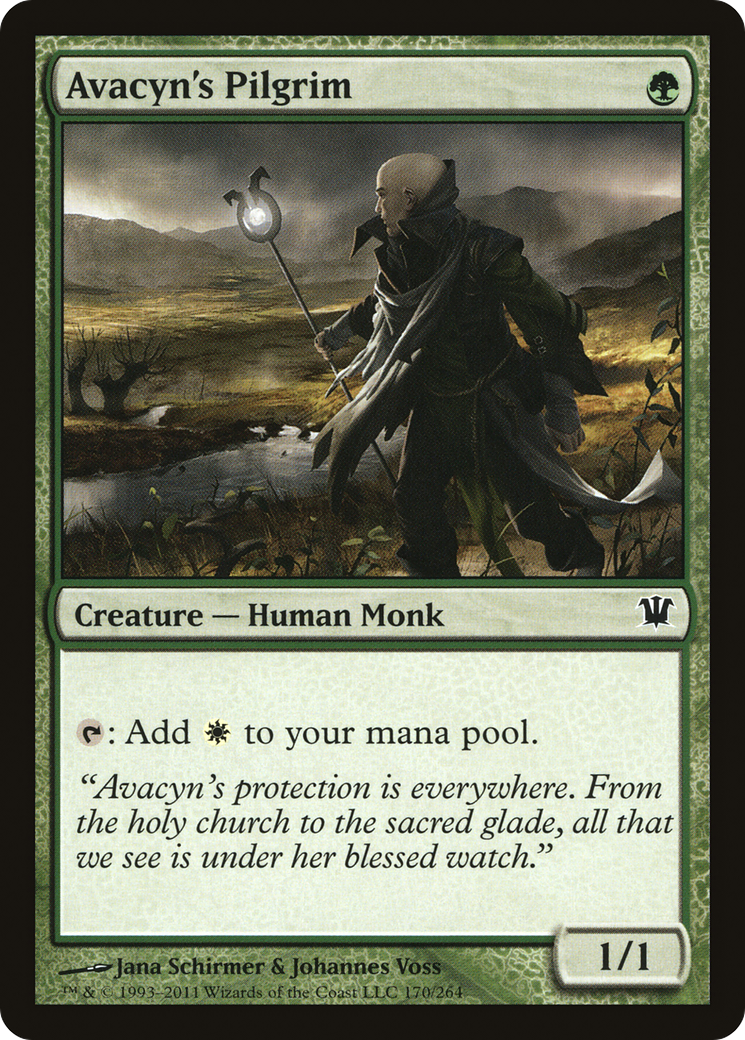 Avacyn's Pilgrim
Creature — Human Monk
: Add to your mana pool.
“Avacyn's protection is everywhere. From
the holy church to the sacred glade, all that
we see is under her blessed watch.”
1/1
Jana Schirmer & Johannes Voss
™ & © 1993–2011 Wizards of the Coast LLC 170/264